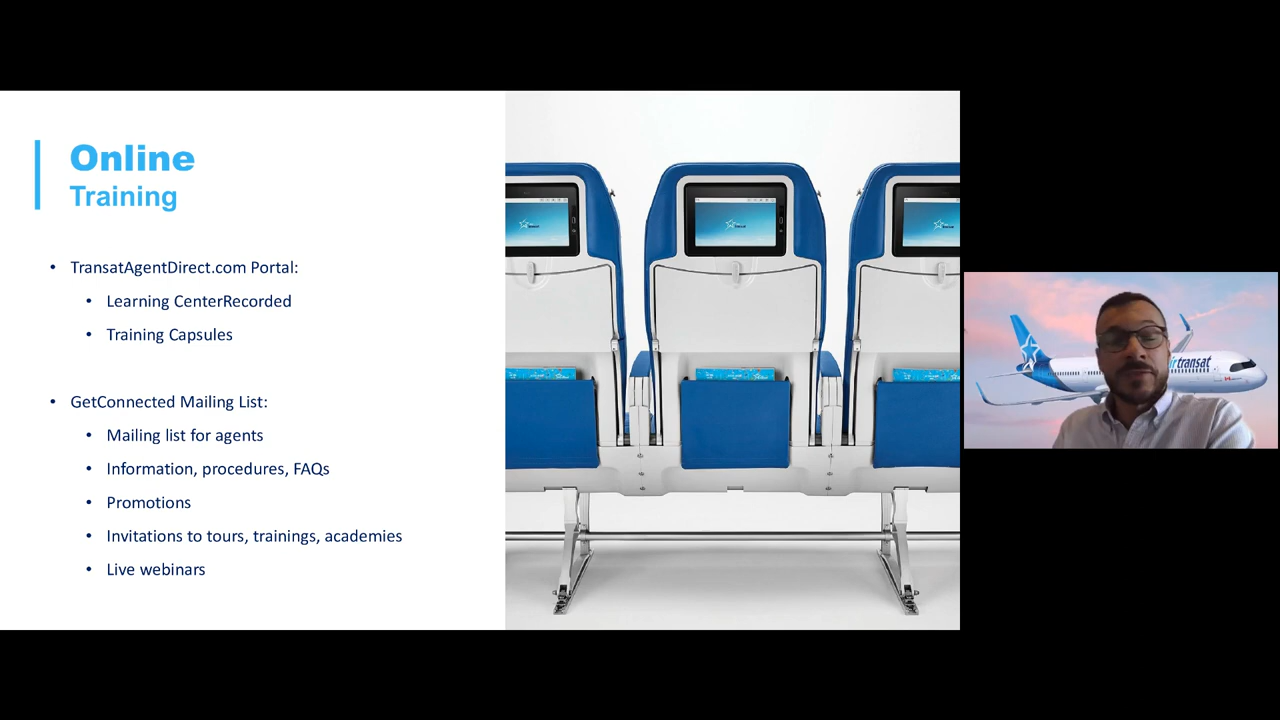 Online
Training
• TransatAgentDirect.com Portal:
• Learning CenterRecorded
• Training Capsules
• GetConnected Mailing List:
• Mailing list for agents
• Information, procedures, FAQs
• Promotions
• Invitations to tours, trainings, academies
• Live webinars
transat